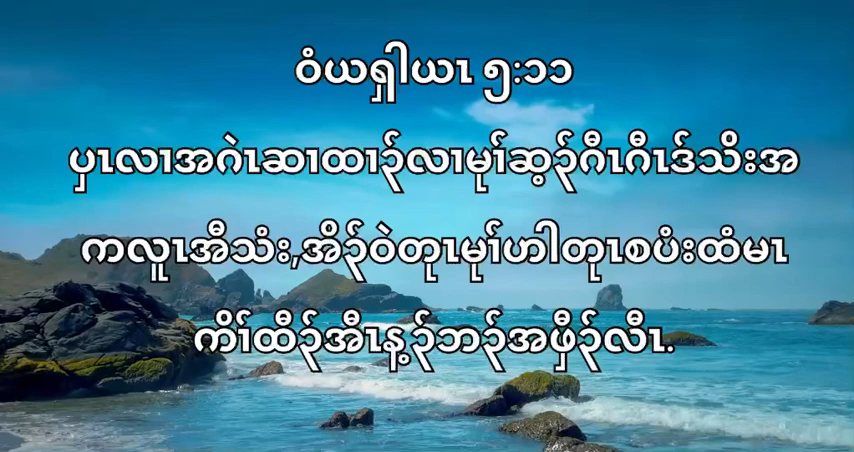 ဝံယရှါယၤ ၅:၁၁
ပှၤလၢအဂဲၤဆၢထၢၣ်လၢမုၢ်ဆ့ၣ်ဂီၤဂီၤဒ်သိးအ
ကလူၤအီသံး,အိၣ်ဝဲတုၤမုၢ်ဟါတုၤစပံးထံမၤ
ကိၢ်ထီၣ်အီၤန့ၣ်ဘၣ်အဖှီၣ်လီၤ.